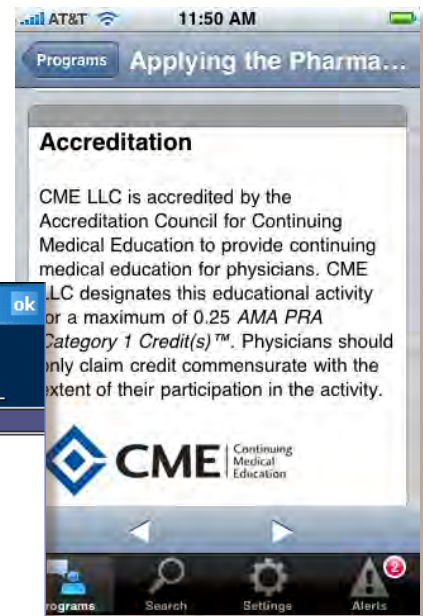 AT&T 11:50 AM
Programs Applying the Pharma...
Accreditation
CME LLC is accredited by the
Accreditation Council for Continuing
Medical Education to provide continuing
medical education for physicians. CME
LLC designates this educational activity
ok
or a maximum of 0.25 AMA PRA
Category 1 Credit(s)™. Physicians should
only claim credit commensurate with the
extent of their participation in the activity.
CME Continuing
Medical
Education
2
rograms Search Settings Alerts